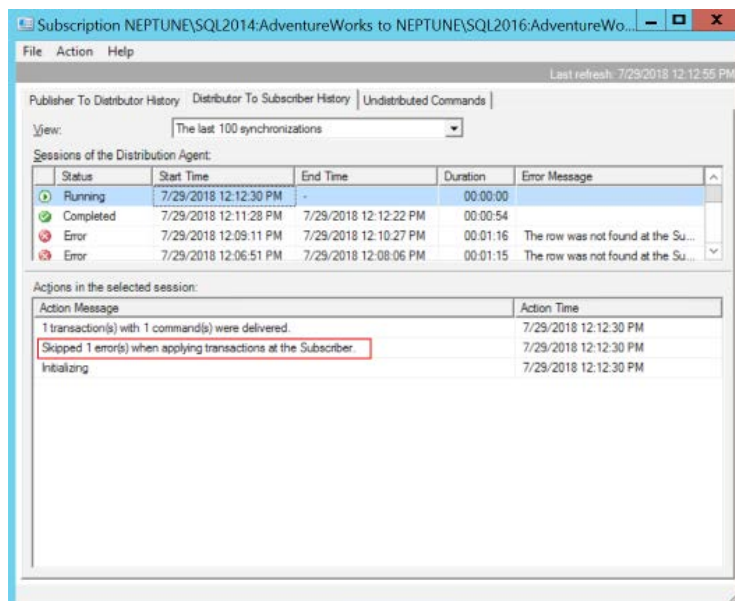 Subscription NEPTUNE\SQL2014:AdventureWorks to NEPTUNE\SQL2016:AdventureWo...
File Action Help
Last refresh: 7/29/2018 12:12:55 PM
Publisher To Distributor History Distributor To Subscriber History Undistributed Commands
View: The last 100 synchronizations
Sessions of the Distribution Agent:
Status Start Time End Time Duration Error Message
Running 7/29/2018 12:12:30 PM - 00:00:00
Completed 7/29/2018 12:11:28 PM 7/29/2018 12:12:22 PM 00:00:54
Error 7/29/2018 12:09:11 PM 7/29/2018 12:10:27 PM 00:01:16 The row was not found at the Su...
Error 7/29/2018 12:06:51 PM 7/29/2018 12:08:06 PM 00:01:15 The row was not found at the Su...
Actions in the selected session:
Action Message Action Time
1 transaction(s) with 1 command(s) were delivered. 7/29/2018 12:12:30 PM
Skipped 1 error(s) when applying transactions at the Subscriber. 7/29/2018 12:12:30 PM
Initializing 7/29/2018 12:12:30 PM